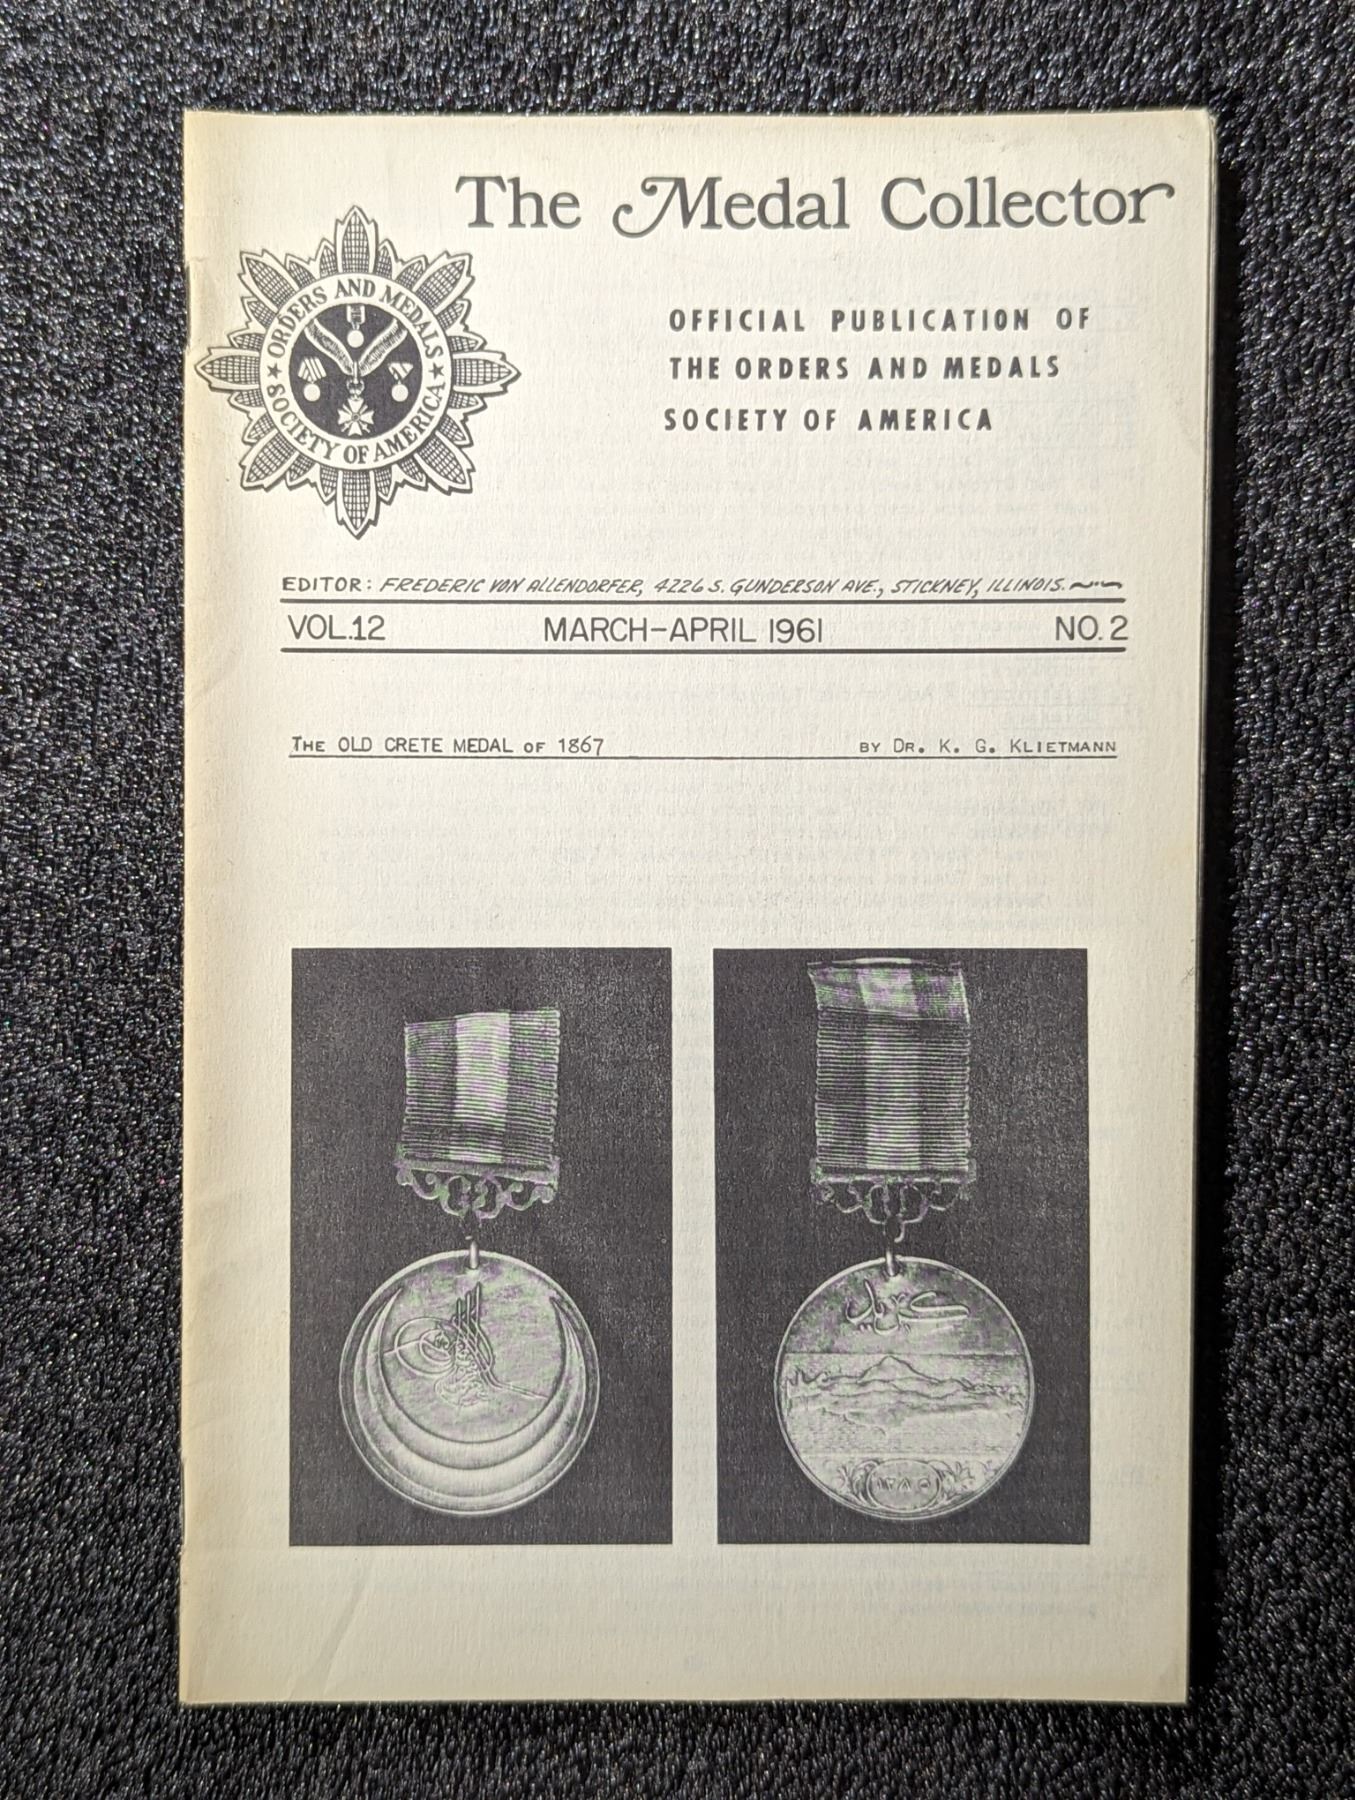 The Medal Collector
ORDERS AND MEDALS
SOCIETY OF AMERICA
OFFICIAL PUBLICATION OF
THE ORDERS AND MEDALS
SOCIETY OF AMERICA
EDITOR: FREDERIC VON ALLENDORFER, 4226 S. GUNDERSON AVE., STICKNEY, ILLINOIS.
VOL.12 MARCH-APRIL 1961 NO. 2
THE OLD CRETE MEDAL OF 1867 BY DR. K. G. KLIETMANN
كريد
١٢٨٥